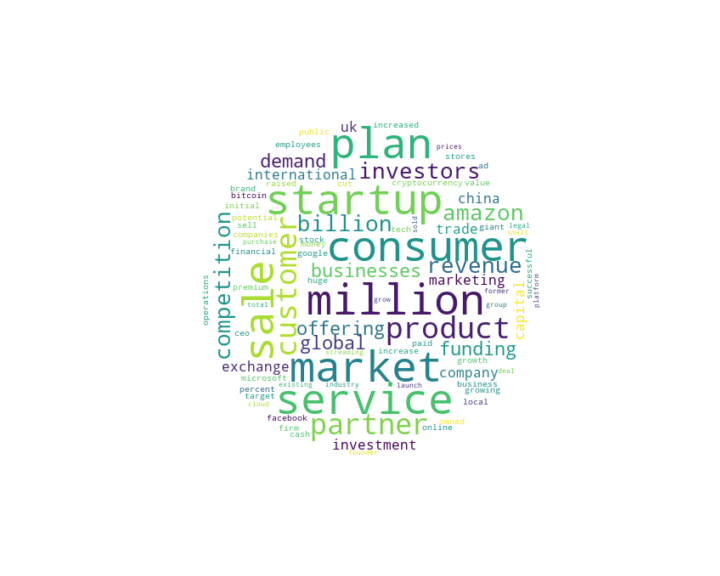 increased
public
uk
employees
plan
prices
demand
stores
investors
ad
international
raised
cut
cryptocurrency
value
brand
bitcoin
startup
china
initial
amazon
potential
billion
sold
sell
companies
customer
tech
trade
giant
legal
small
purchase
stock
money
consumer
financial
google
competition
huge
businesses
revenue
successful
sale
premium
marketing
operations
total
million
grow
former
group
platform
capital
ceo
offering
product
global
paid
funding
streaming
increase
growth
exchange
market
company
deal
microsoft
percent
existing
industry
launch
business
growing
target
cloud
service
local
facebook
partner
owned
firm
online
cash
investment
founder